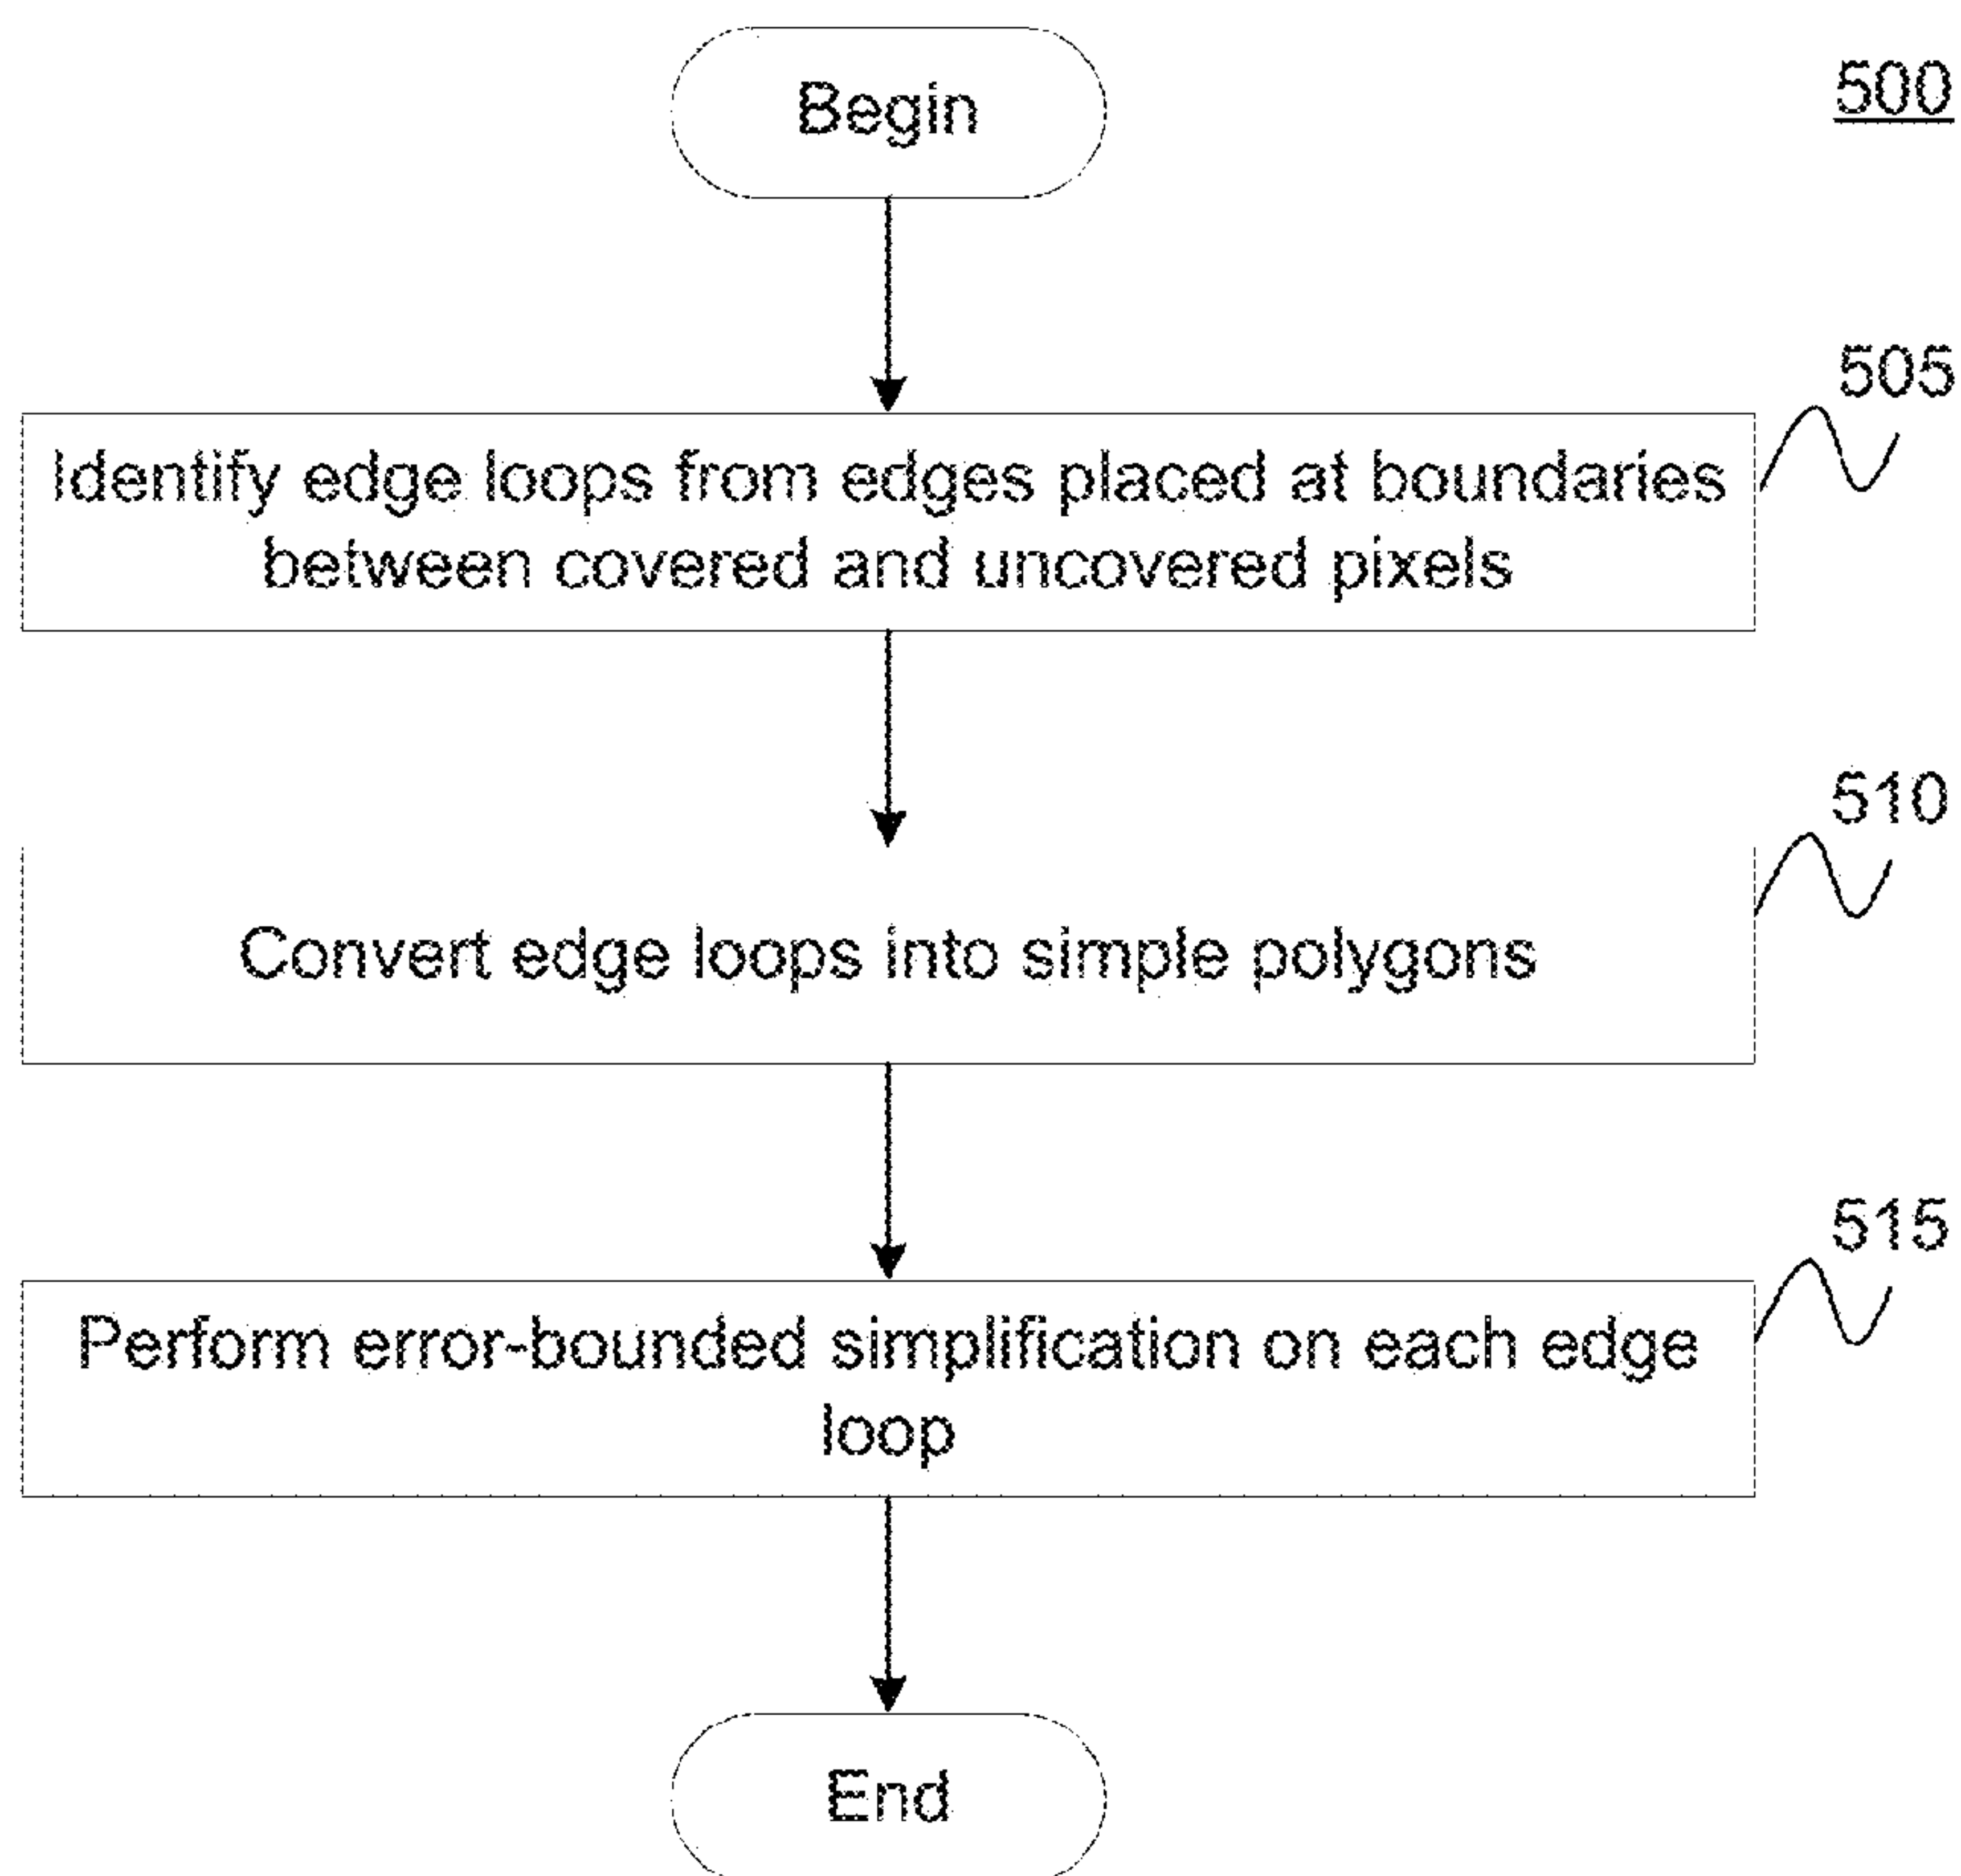 Begin
500
505
Identify edge loops from edges placed at boundaries
between covered and uncovered pixels
510
Convert edge loops into simple polygons
515
Perform error-bounded simplification on each edge
loop
End